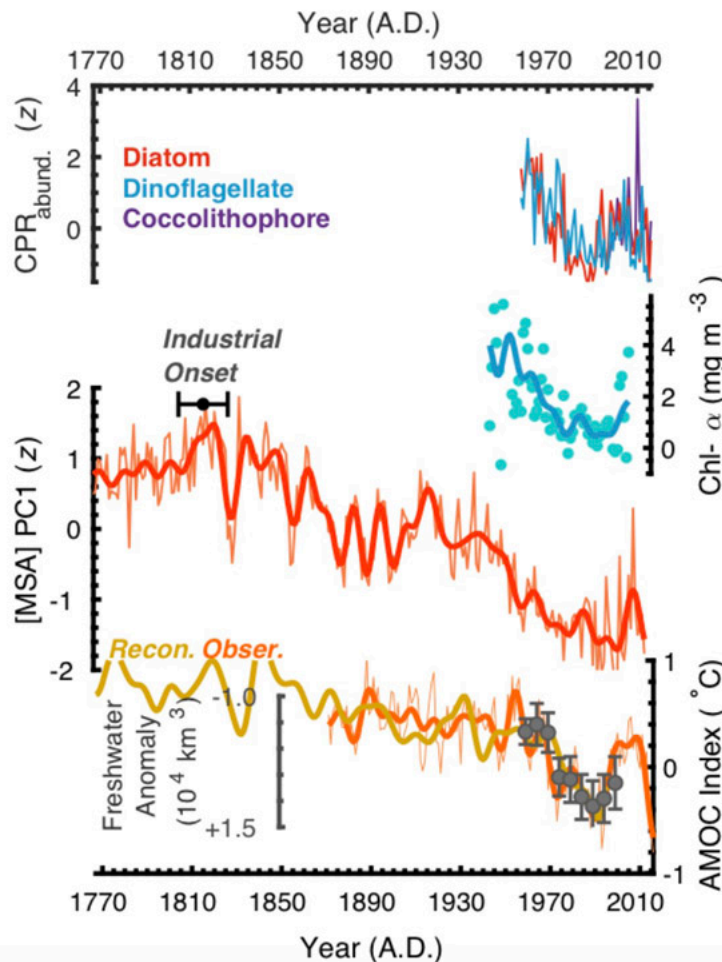 Year (A.D.)
1770 1810 1850 1890 1930 1970 2010
4
2
0
CPR abund. (z)
Diatom
Dinoflagellate
Coccolithophore
4
2
0
Chl- α (mg m -3)
Industrial
Onset
2
1
0
-1
-2
[MSA] PC1 (z)
Recon. Obser.
-1.0
+1.5
Freshwater
Anomaly
(10 4 km 3)
1
0
-1
AMOC Index ( °C)
1770 1810 1850 1890 1930 1970 2010
Year (A.D.)